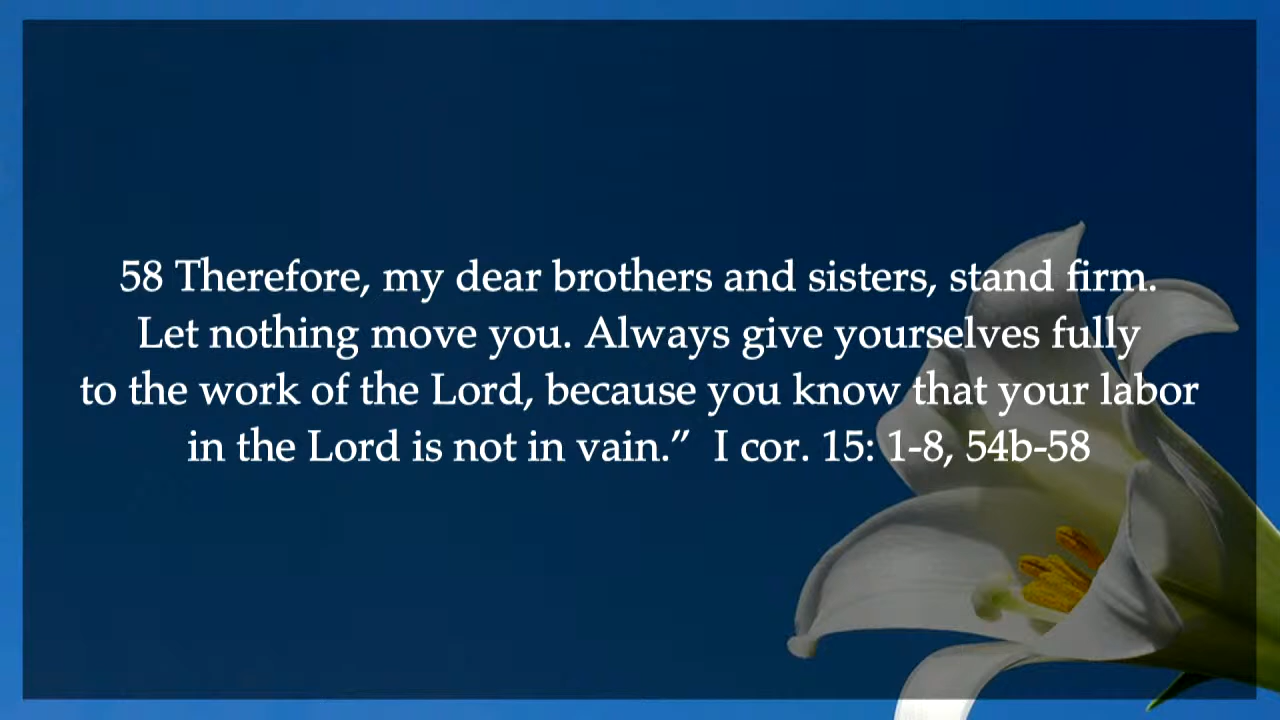 58 Therefore, my dear brothers and sisters, stand firm.
Let nothing move you. Always give yourselves fully
to the work of the Lord, because you know that your labor
in the Lord is not in vain.”  I cor. 15: 1-8, 54b-58